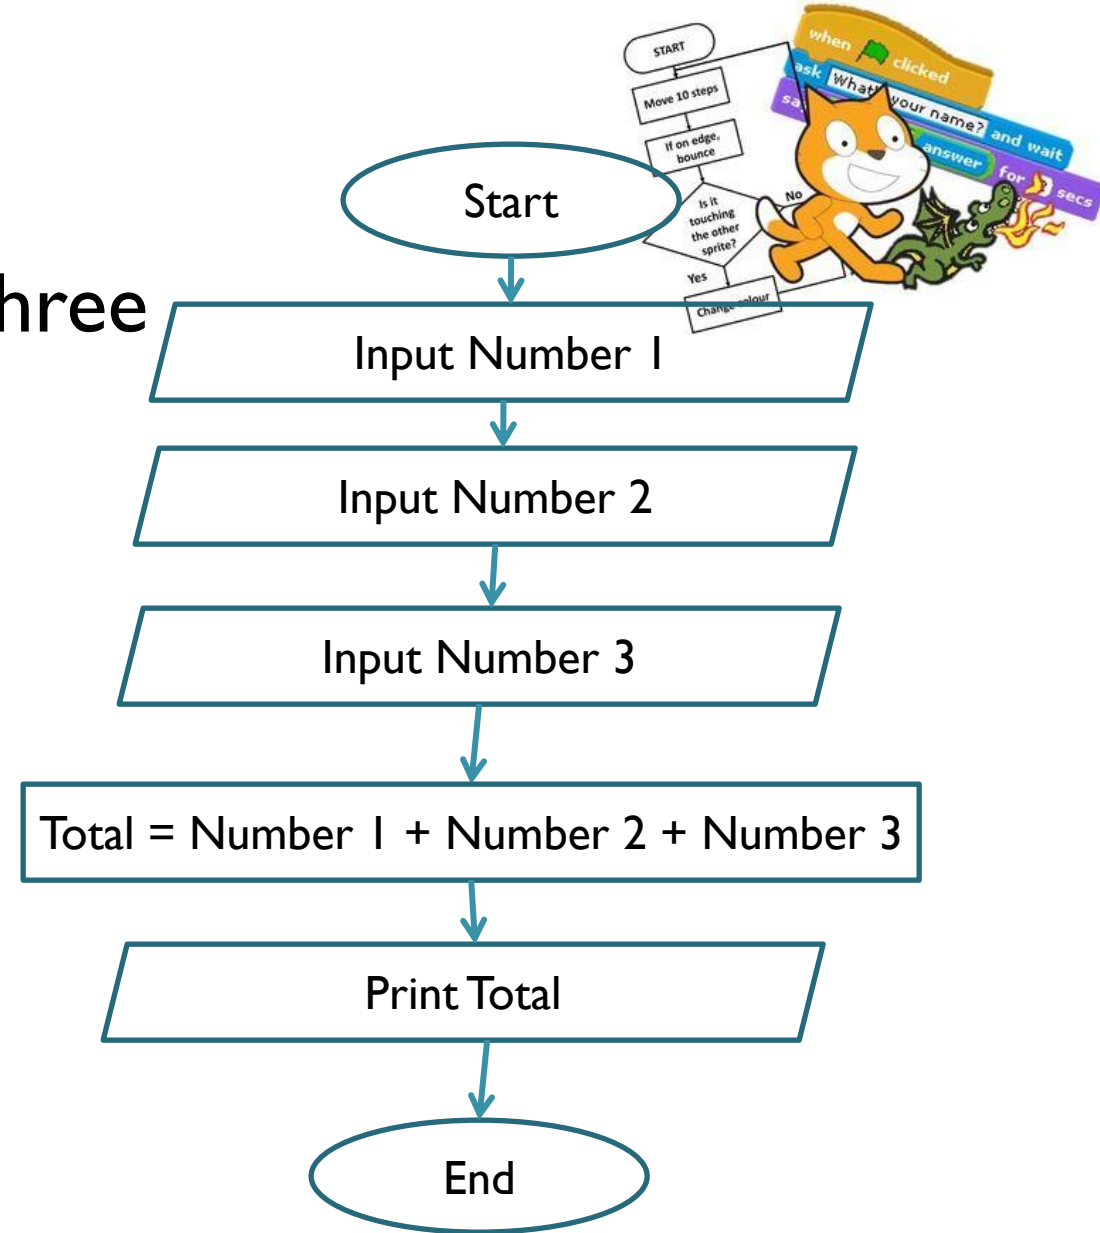 START
Move 10 steps
If on edge,
bounce
Is it
touching
the other
sprite?
No
Yes
when clicked
ask What your name? and wait
answer for secs
Start
hree
Input Number 1
Input Number 2
Input Number 3
Total = Number 1 + Number 2 + Number 3
Print Total
End